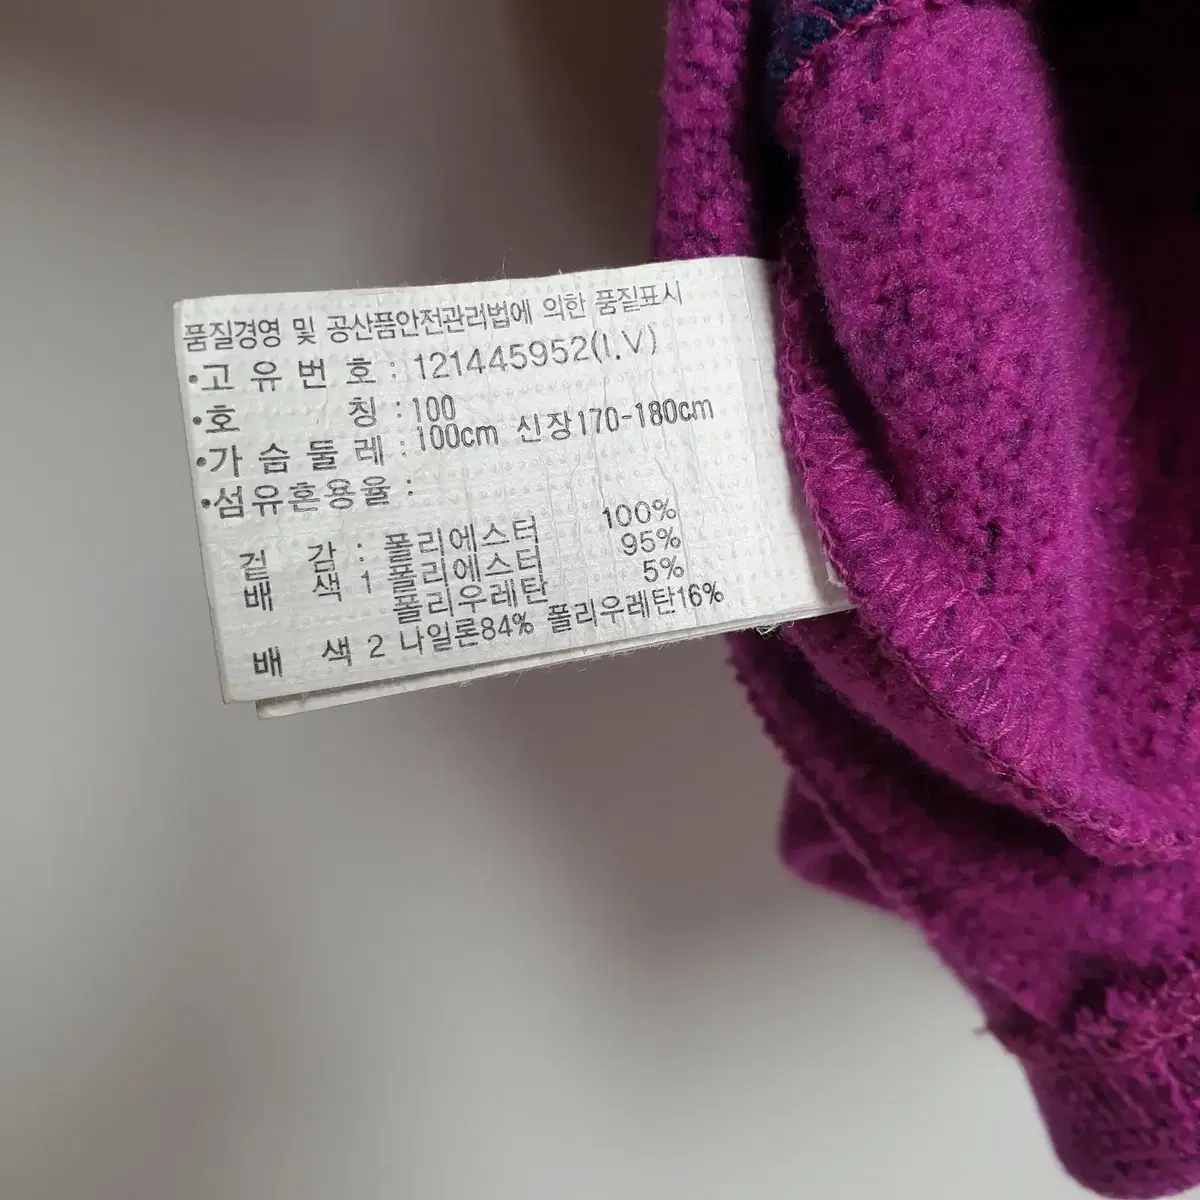 품질경영 및 공산품안전관리법에 의한 품질표시
•고 유 번 호 : 121445952(I.V)
•호 칭 : 100
•가 슴 둘 레 : 100cm 신장170-180cm
•섬유혼용율 :
겉 감 : 폴리에스터 100%
배 색 1 폴리에스터 95%
폴리우레탄 5%
배 색 2 나일론84% 폴리우레탄16%